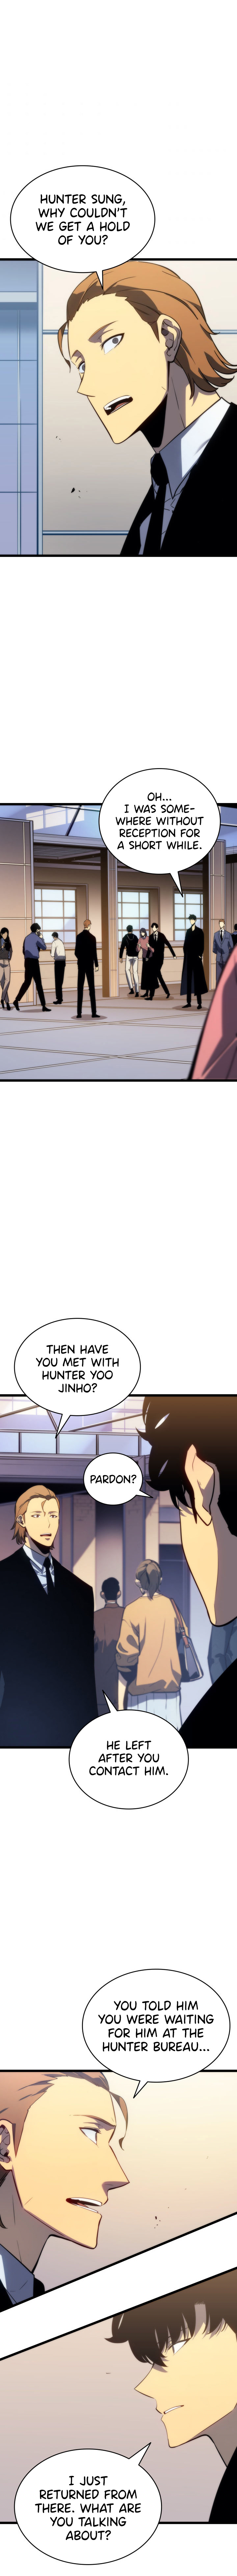 HUNTER SUNG,
WHY COULDN'T
WE GET A HOLD
OF YOU?
OH...
I WAS SOME-
WHERE WITHOUT
RECEPTION FOR
A SHORT WHILE.
THEN HAVE
YOU MET WITH
HUNTER YOO
JINHO?
PARDON?
HE LEFT
AFTER YOU
CONTACT HIM.
YOU TOLD HIM
YOU WERE WAITING
FOR HIM AT THE
HUNTER BUREAU...
I JUST
RETURNED FROM
THERE. WHAT ARE
YOU TALKING
ABOUT?